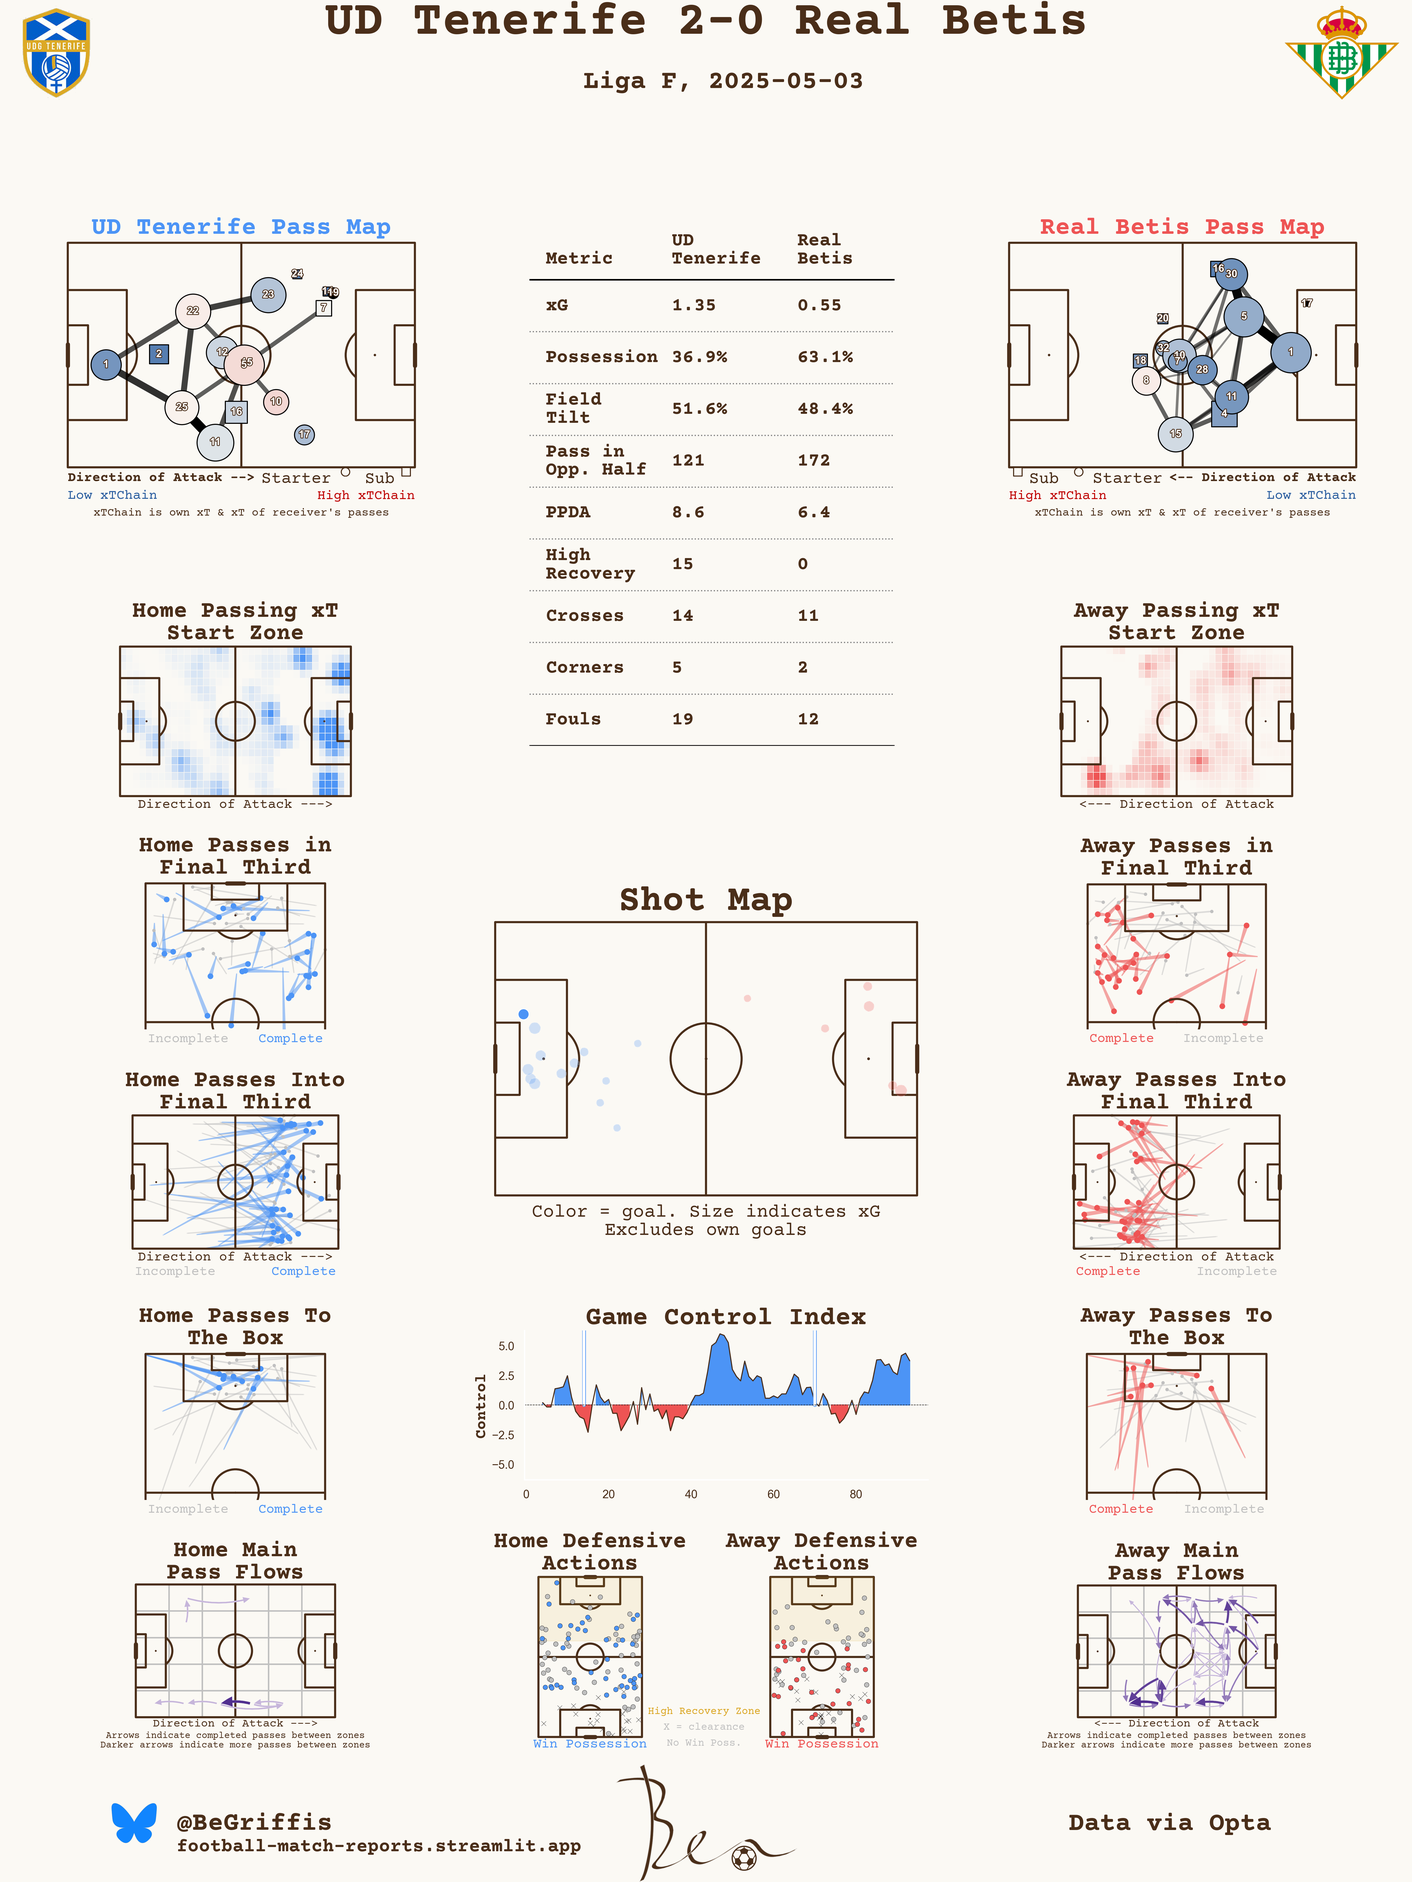 UD Tenerife 2-0 Real Betis
Liga F, 2025-05-03
UDG TENERIFE
UD Tenerife Pass Map
24
23
19
7
22
12
5
2
1
25
10
16
11
17
Direction of Attack --> Starter Sub
Low xTChain High xTChain
xTChain is own xT & xT of receiver's passes
Metric UD Tenerife Real Betis
xG 1.35 0.55
Possession 36.9% 63.1%
Field Tilt 51.6% 48.4%
Pass in Opp. Half 121 172
PPDA 8.6 6.4
High Recovery 15 0
Crosses 14 11
Corners 5 2
Fouls 19 12
Real Betis Pass Map
16
30
17
5
20
32
10
7
1
18
28
8
11
4
15
Sub Starter <-- Direction of Attack
High xTChain Low xTChain
xTChain is own xT & xT of receiver's passes
Home Passing xT
Start Zone
Direction of Attack --->
Away Passing xT
Start Zone
<--- Direction of Attack
Home Passes in
Final Third
Incomplete Complete
Away Passes in
Final Third
Complete Incomplete
Shot Map
Color = goal. Size indicates xG
Excludes own goals
Home Passes Into
Final Third
Direction of Attack --->
Incomplete Complete
Away Passes Into
Final Third
<--- Direction of Attack
Complete Incomplete
Home Passes To
The Box
Incomplete Complete
Game Control Index
Control
5.0
2.5
0.0
−2.5
−5.0
0 20 40 60 80
Away Passes To
The Box
Complete Incomplete
Home Main
Pass Flows
Direction of Attack --->
Arrows indicate completed passes between zones
Darker arrows indicate more passes between zones
Home Defensive
Actions
Win Possession
High Recovery Zone
X = clearance
No Win Poss.
Away Defensive
Actions
Win Possession
Away Main
Pass Flows
<--- Direction of Attack
Arrows indicate completed passes between zones
Darker arrows indicate more passes between zones
@BeGriffis
football-match-reports.streamlit.app
Ben
Data via Opta